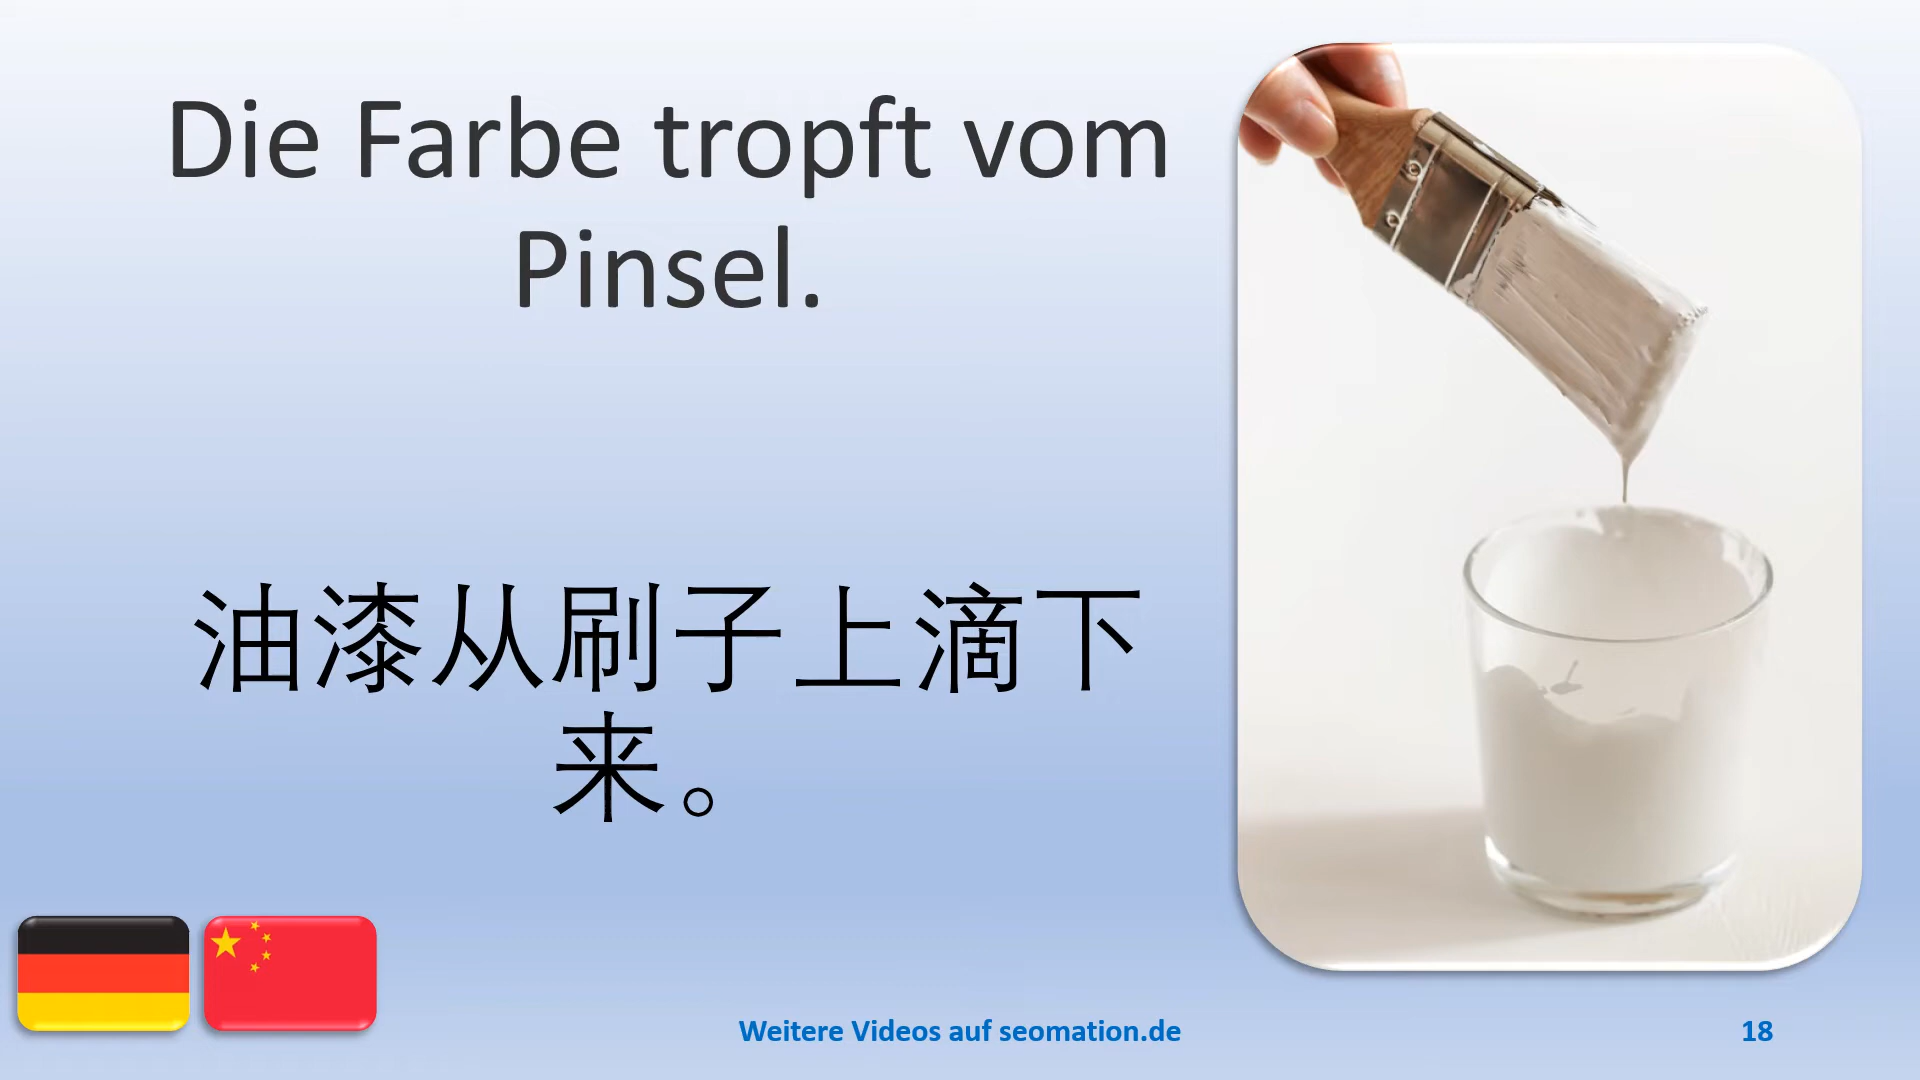 Die Farbe tropft vom
Pinsel.
油漆从刷子上滴下
来。
Weitere Videos auf seomation.de
18